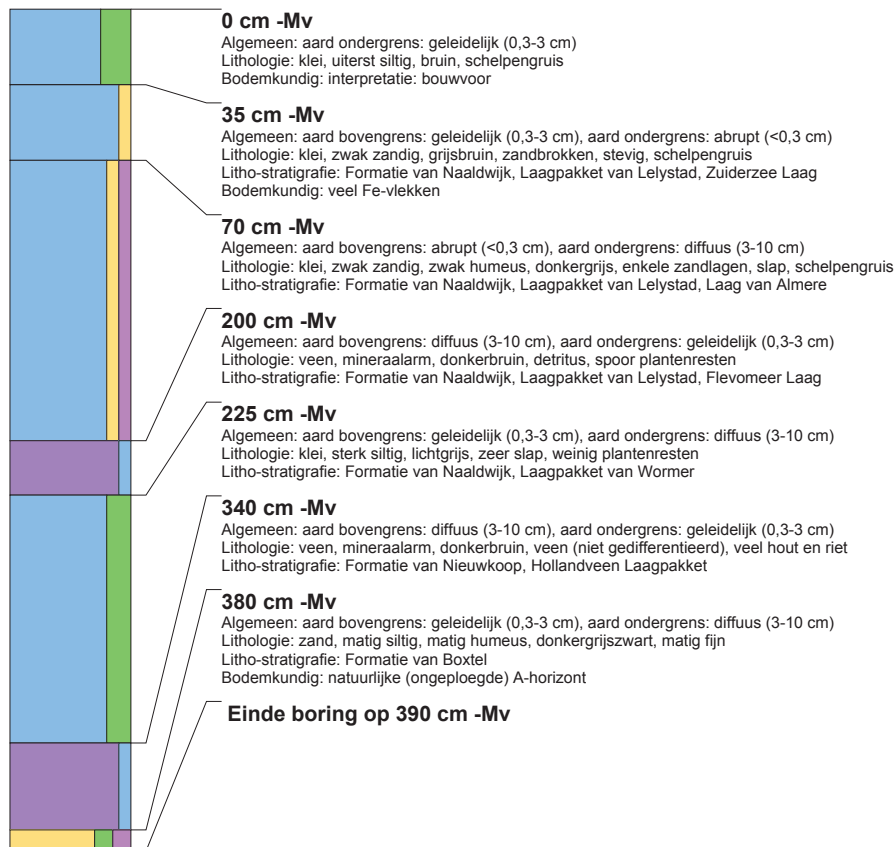 0 cm -Mv
Algemeen: aard ondergrens: geleidelijk (0,3-3 cm)
Lithologie: klei, uiterst siltig, bruin, schelpengruis
Bodemkundig: interpretatie: bouwvoor
35 cm -Mv
Algemeen: aard bovengrens: geleidelijk (0,3-3 cm), aard ondergrens: abrupt (<0,3 cm)
Lithologie: klei, zwak zandig, grijsbruin, zandbrokken, stevig, schelpengruis
Litho-stratigrafie: Formatie van Naaldwijk, Laagpakket van Lelystad, Zuiderzee Laag
Bodemkundig: veel Fe-vlekken
70 cm -Mv
Algemeen: aard bovengrens: abrupt (<0,3 cm), aard ondergrens: diffuus (3-10 cm)
Lithologie: klei, zwak zandig, zwak humeus, donkergrijs, enkele zandlagen, slap, schelpengruis
Litho-stratigrafie: Formatie van Naaldwijk, Laagpakket van Lelystad, Laag van Almere
200 cm -Mv
Algemeen: aard bovengrens: diffuus (3-10 cm), aard ondergrens: geleidelijk (0,3-3 cm)
Lithologie: veen, mineraalarm, donkerbruin, detritus, spoor plantenresten
Litho-stratigrafie: Formatie van Naaldwijk, Laagpakket van Lelystad, Flevomeer Laag
225 cm -Mv
Algemeen: aard bovengrens: geleidelijk (0,3-3 cm), aard ondergrens: diffuus (3-10 cm)
Lithologie: klei, sterk siltig, lichtgrijs, zeer slap, weinig plantenresten
Litho-stratigrafie: Formatie van Naaldwijk, Laagpakket van Wormer
340 cm -Mv
Algemeen: aard bovengrens: diffuus (3-10 cm), aard ondergrens: geleidelijk (0,3-3 cm)
Lithologie: veen, mineraalarm, donkerbruin, veen (niet gedifferentieerd), veel hout en riet
Litho-stratigrafie: Formatie van Nieuwkoop, Hollandveen Laagpakket
380 cm -Mv
Algemeen: aard bovengrens: geleidelijk (0,3-3 cm), aard ondergrens: diffuus (3-10 cm)
Lithologie: zand, matig siltig, matig humeus, donkergrijszwart, matig fijn
Litho-stratigrafie: Formatie van Boxtel
Bodemkundig: natuurlijke (ongeploegde) A-horizont
Einde boring op 390 cm -Mv